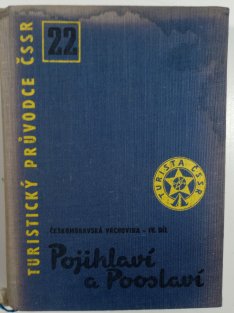 TURISTICKÝ PRŮVODCE ČSSR
22
TURISTA ČSSR
ČESKOMORAVSKÁ VRCHOVINA - IV. DÍL
Pojihlaví
a Pooslaví